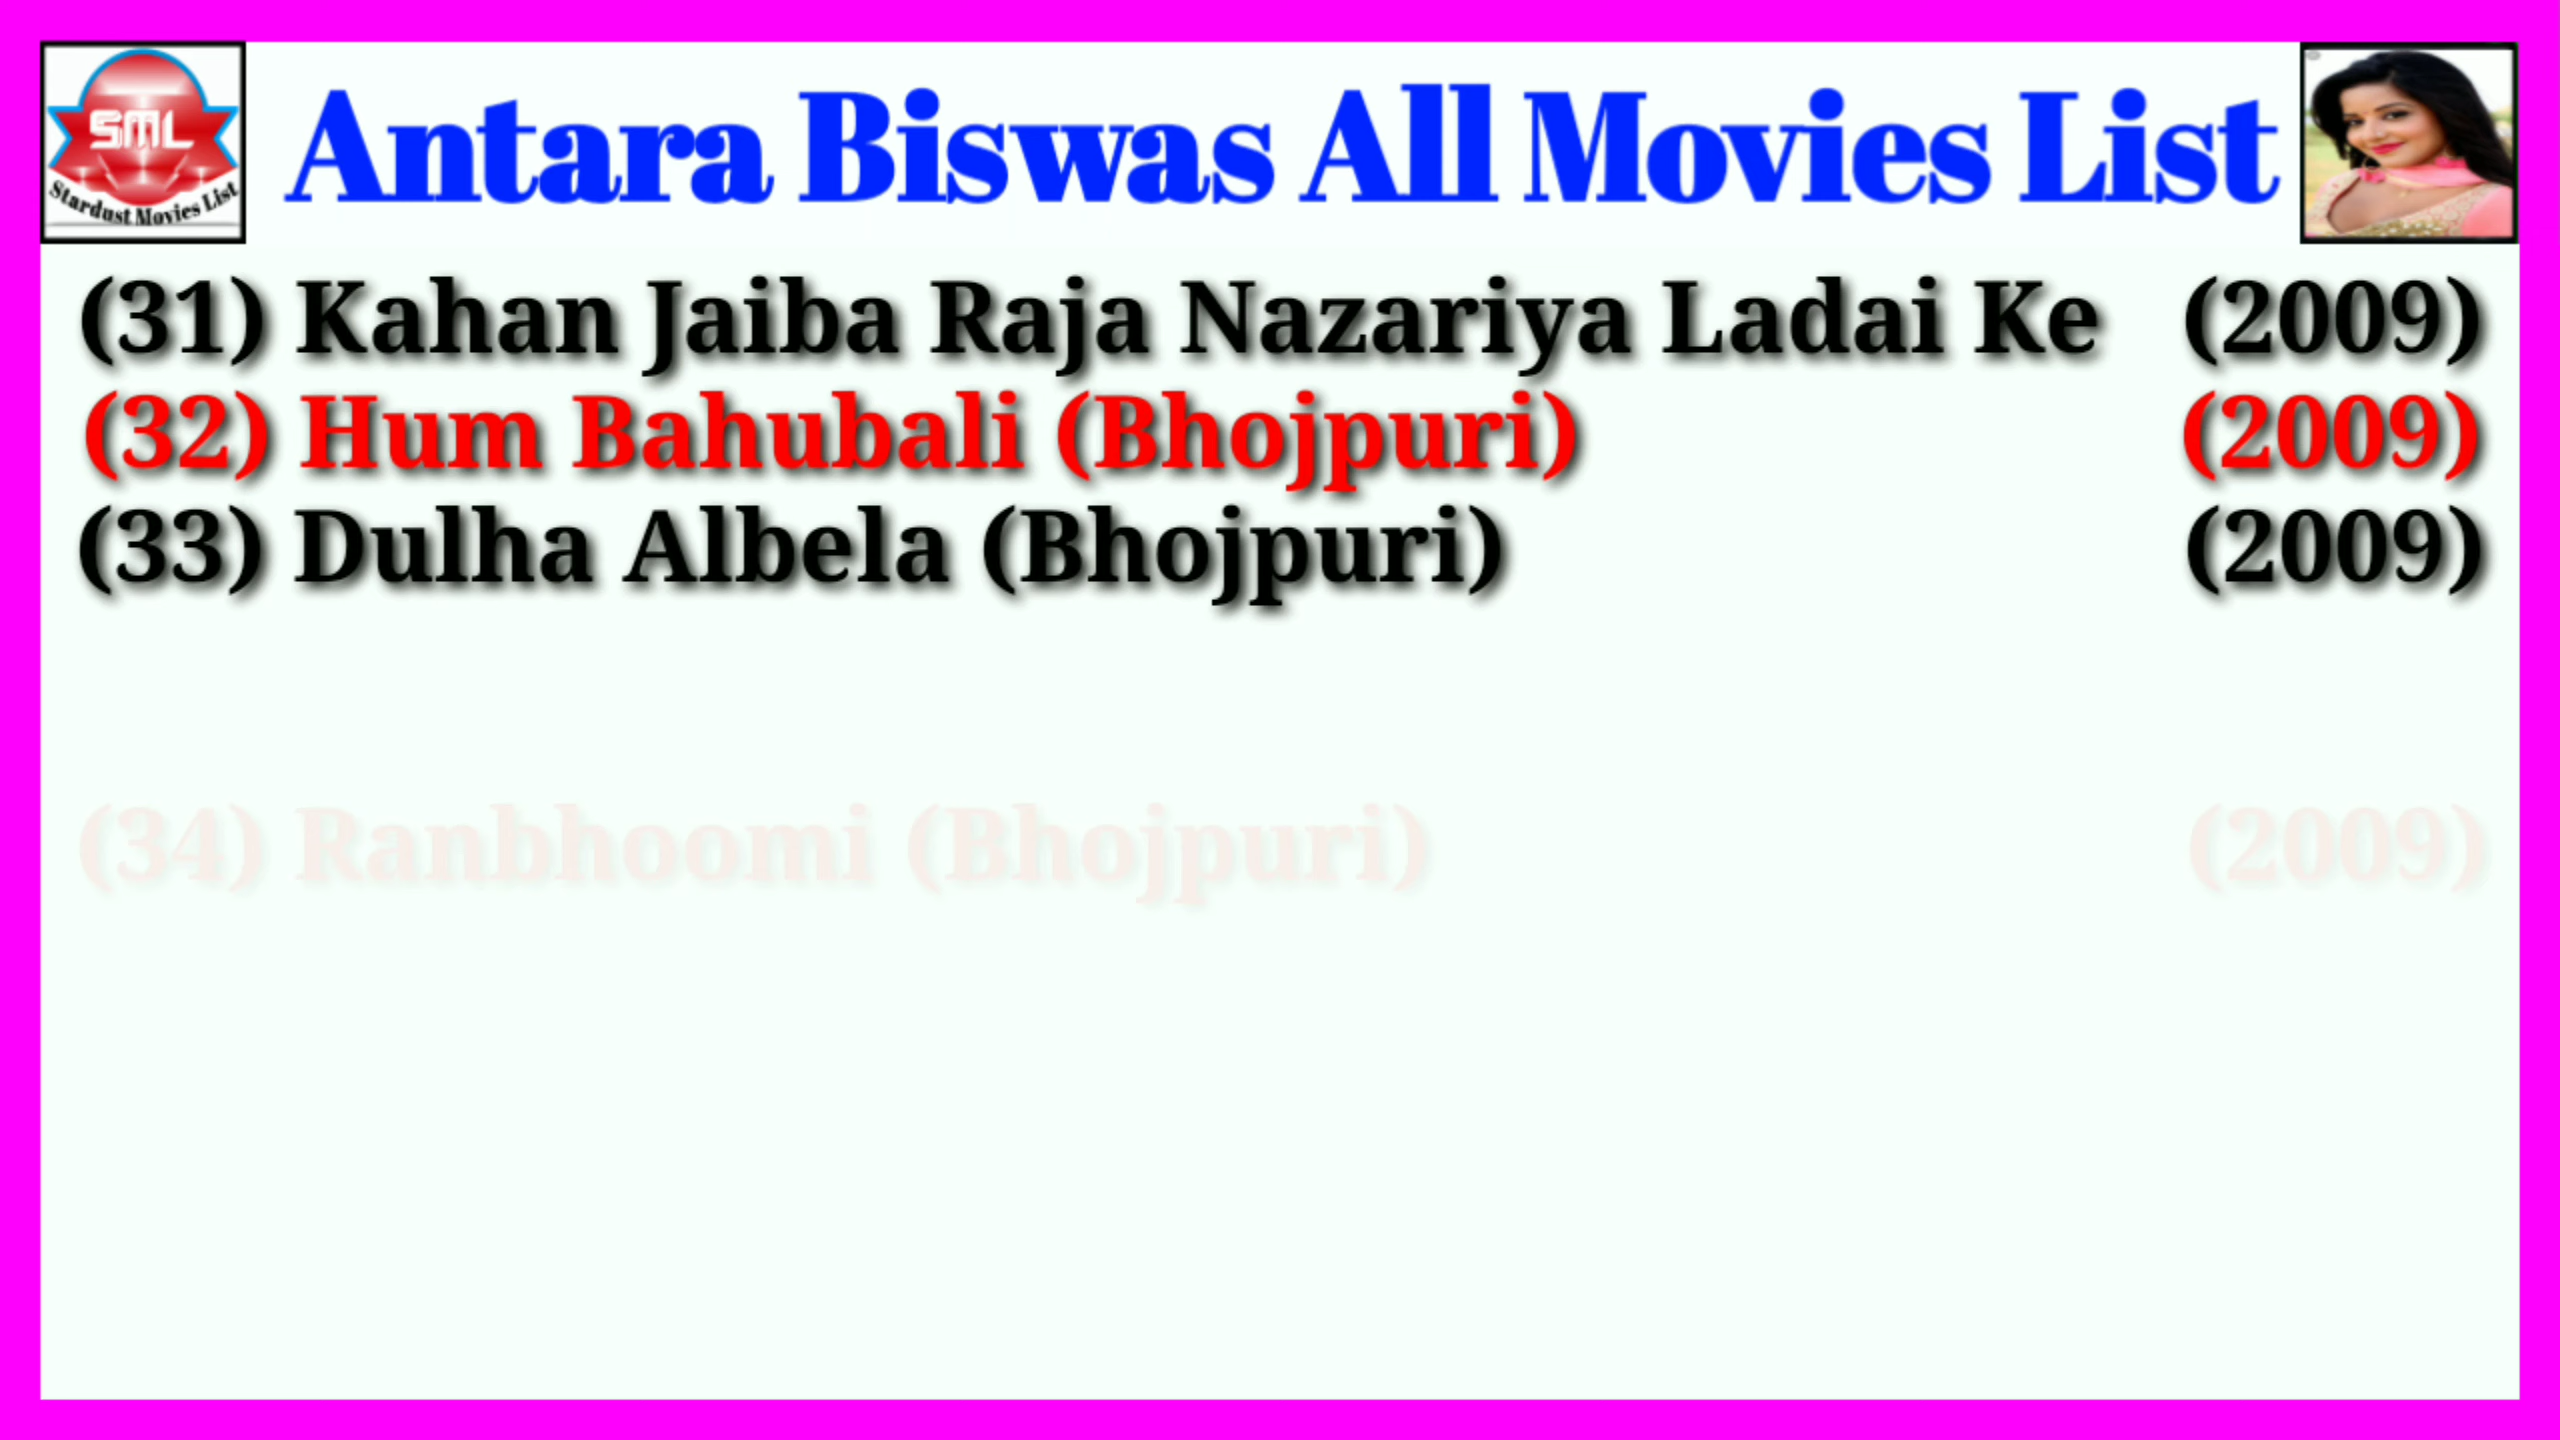 SML
Stardust Movies List
Antara Biswas All Movies List
(31) Kahan Jaiba Raja Nazariya Ladai Ke (2009)
(32) Hum Bahubali (Bhojpuri) (2009)
(33) Dulha Albela (Bhojpuri) (2009)
(34) Ranbhoomi (Bhojpuri) (2009)